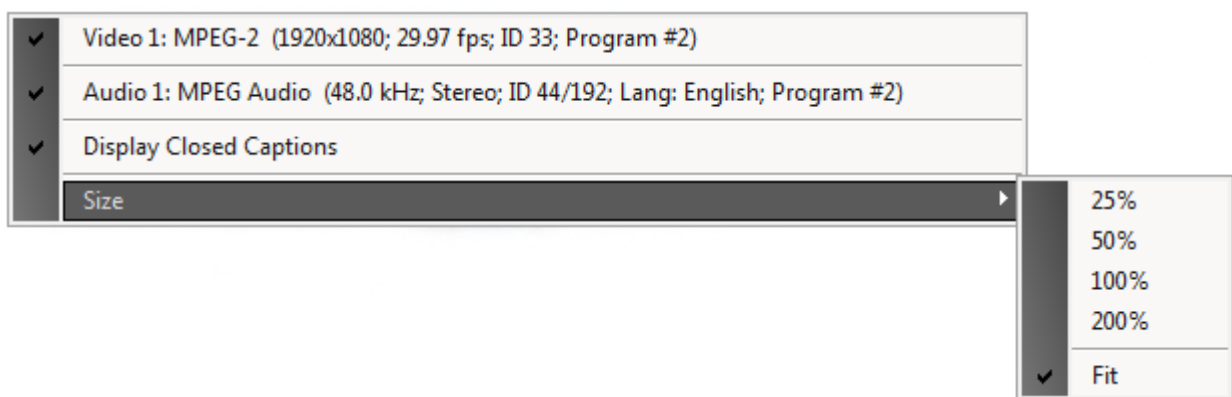 Video 1: MPEG-2  (1920x1080; 29.97 fps; ID 33; Program #2)
Audio 1: MPEG Audio  (48.0 kHz; Stereo; ID 44/192; Lang: English; Program #2)
Display Closed Captions
Size
25%
50%
100%
200%
Fit